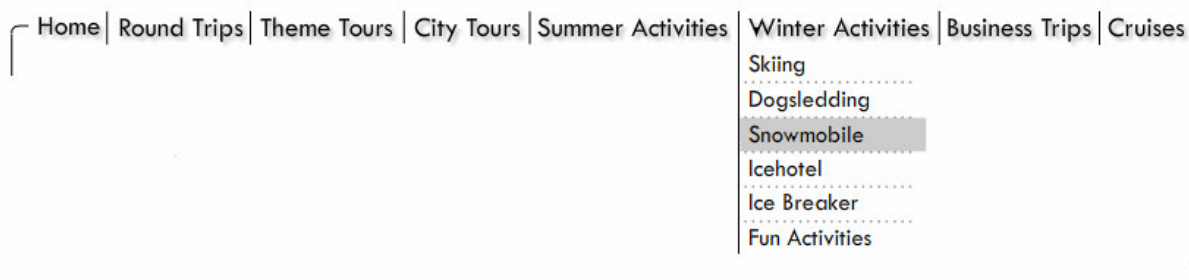 Home Round Trips Theme Tours City Tours Summer Activities Winter Activities Business Trips Cruises
Skiing
Dogsledding
Snowmobile
Icehotel
Ice Breaker
Fun Activities